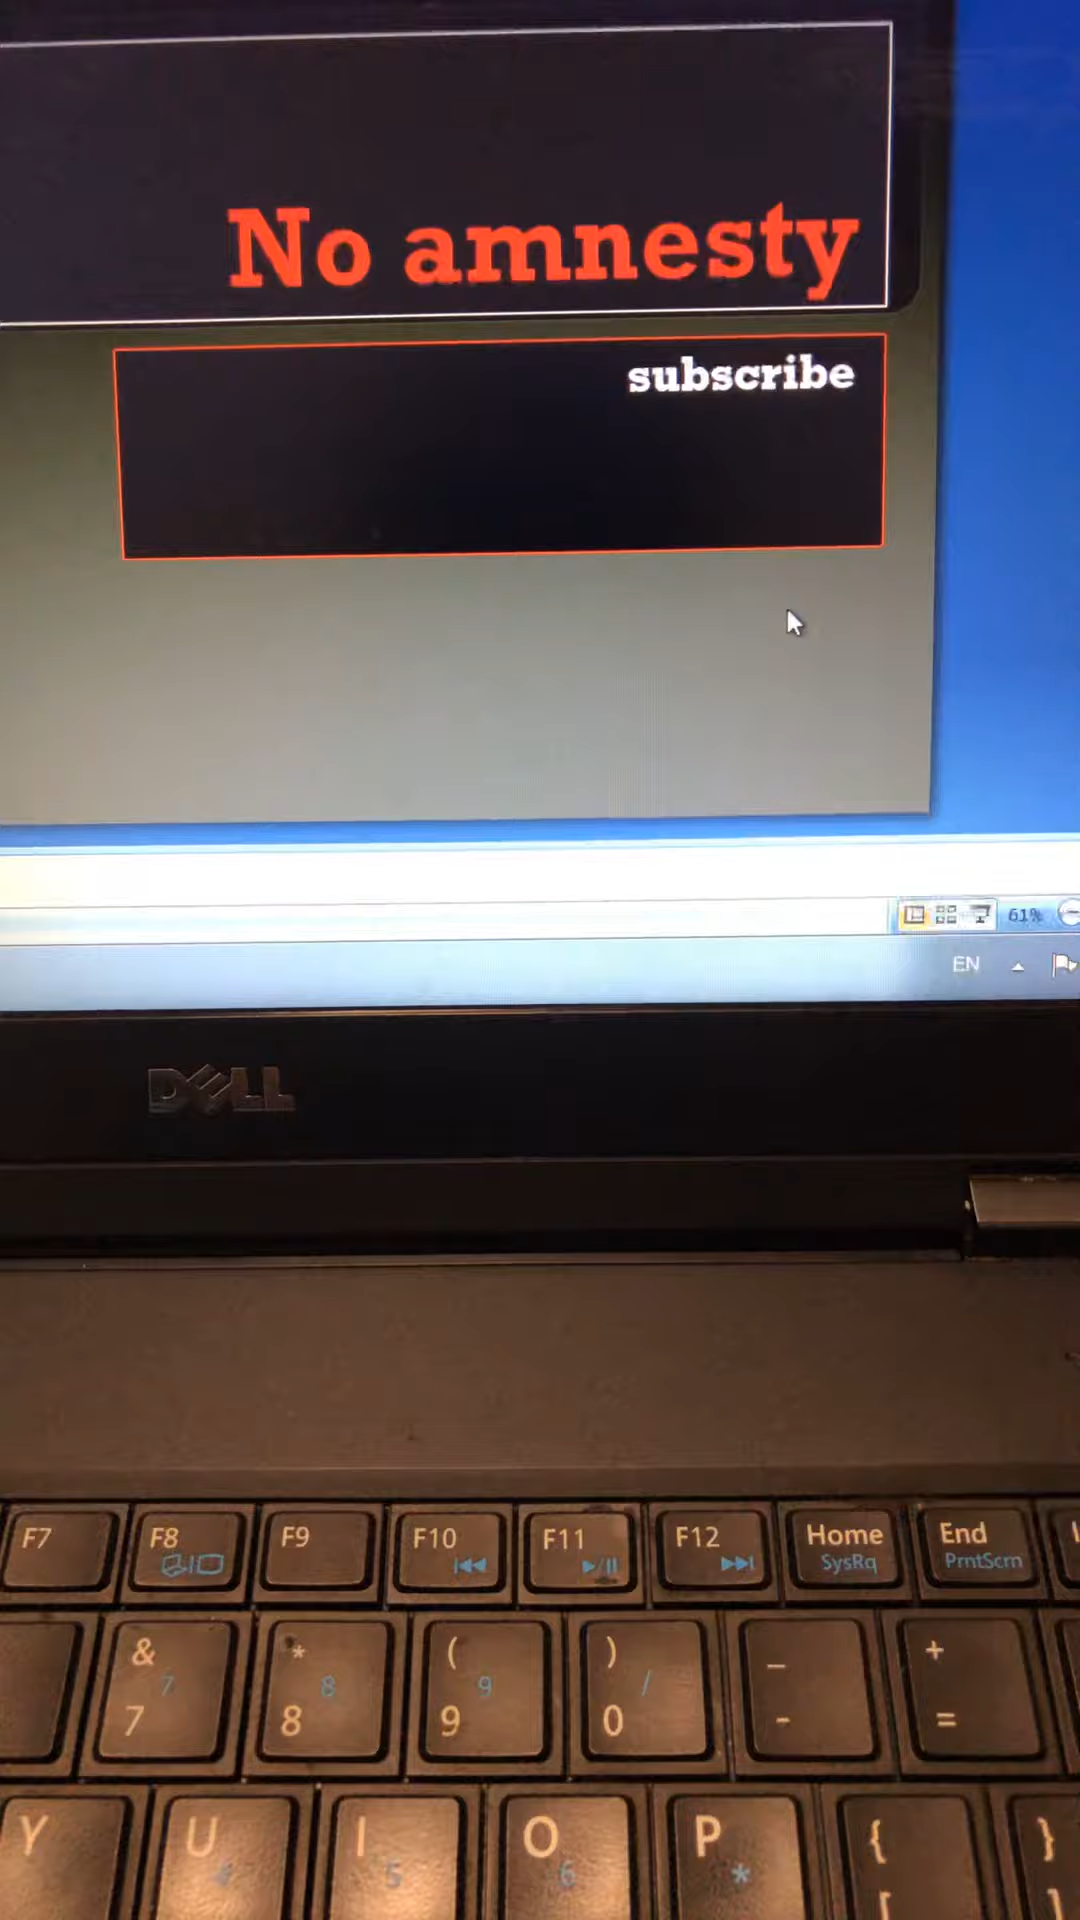 No amnesty
subscribe
61%
EN
DELL
F7 F8 F9 F10 F11 F12 Home End
SysRq PrntScrn
& * ( ) _ +
7 8 9 /
7 8 9 0 - =
Y U I O P { }
4 5 6 * [ ]